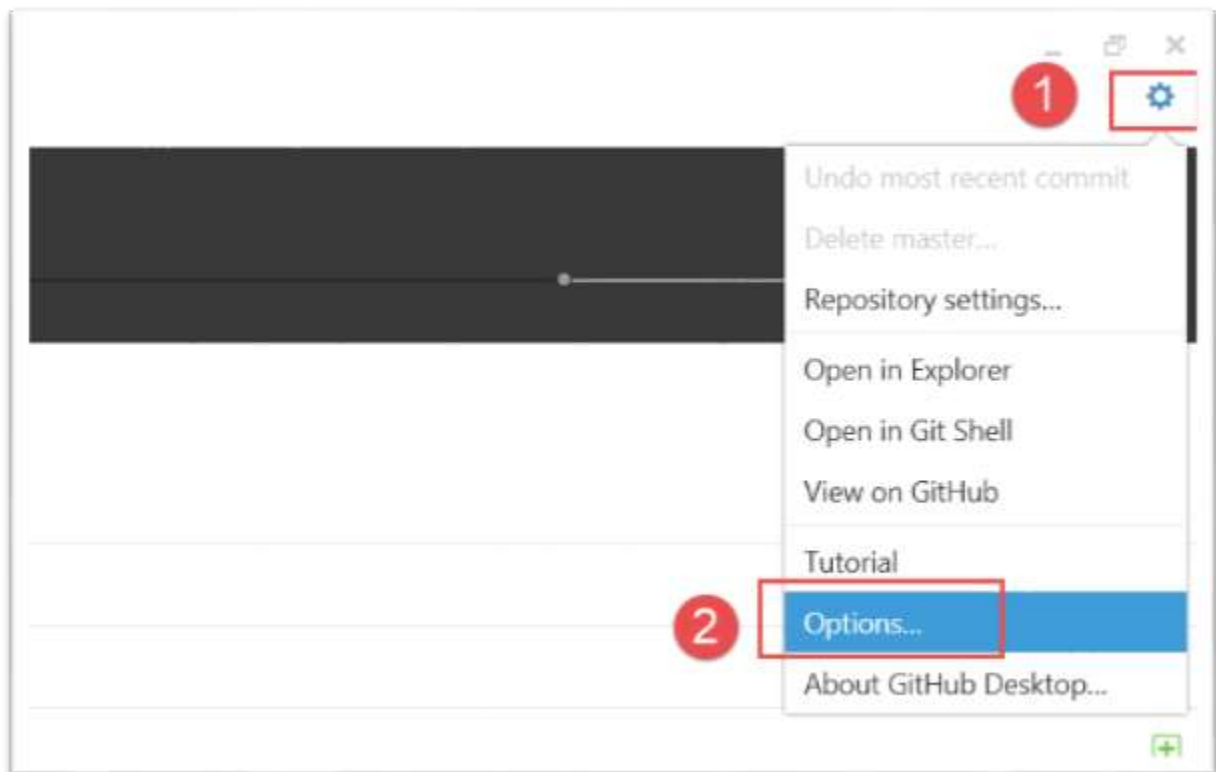 1
Undo most recent commit
Delete master...
Repository settings...
Open in Explorer
Open in Git Shell
View on GitHub
Tutorial
2
Options...
About GitHub Desktop...